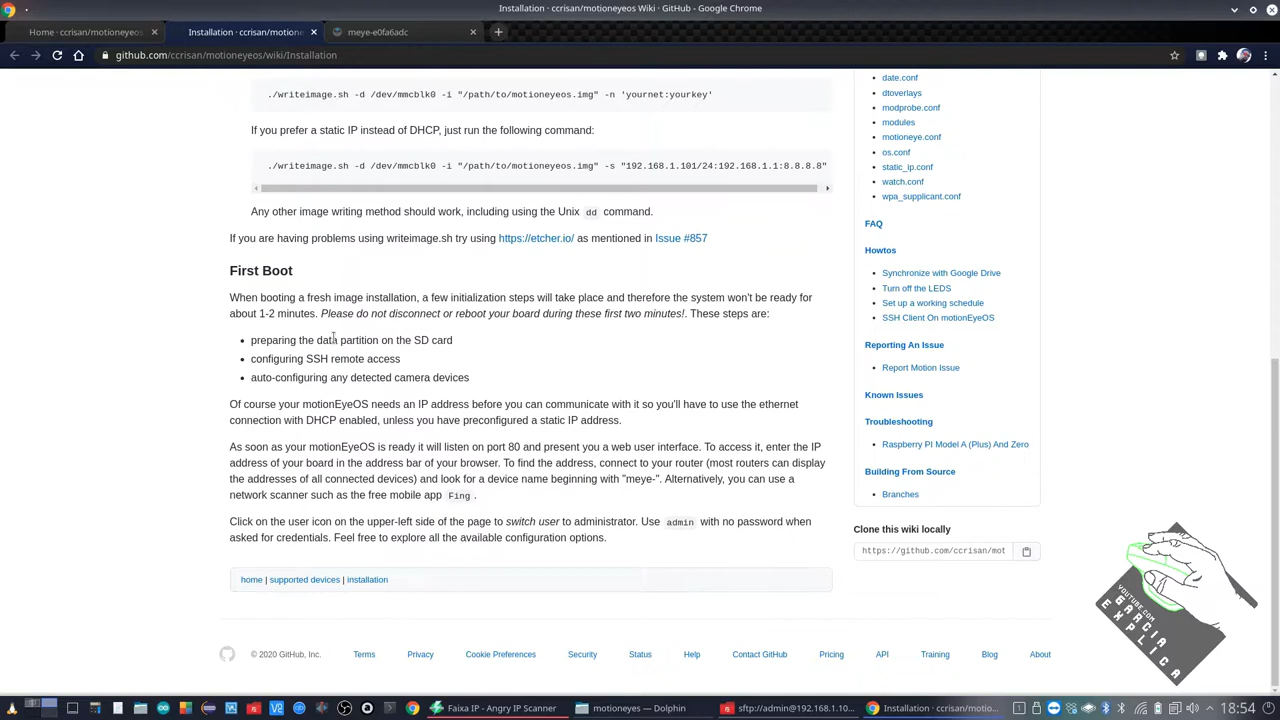 Installation · ccrisan/motioneyeos Wiki · GitHub - Google Chrome
Home · ccrisan/motioneyeos
Installation · ccrisan/motione
meye-e0fa6adc
github.com/ccrisan/motioneyeos/wiki/Installation
./writeimage.sh -d /dev/mmcblk0 -i "/path/to/motioneyeos.img" -n 'yournet:yourkey'
If you prefer a static IP instead of DHCP, just run the following command:
./writeimage.sh -d /dev/mmcblk0 -i "/path/to/motioneyeos.img" -s "192.168.1.101/24:192.168.1.1:8.8.8.8"
Any other image writing method should work, including using the Unix dd command.
If you are having problems using writeimage.sh try using https://etcher.io/ as mentioned in Issue #857
First Boot
When booting a fresh image installation, a few initialization steps will take place and therefore the system won't be ready for
about 1-2 minutes. Please do not disconnect or reboot your board during these first two minutes!. These steps are:
preparing the data partition on the SD card
configuring SSH remote access
auto-configuring any detected camera devices
Of course your motionEyeOS needs an IP address before you can communicate with it so you'll have to use the ethernet
connection with DHCP enabled, unless you have preconfigured a static IP address.
As soon as your motionEyeOS is ready it will listen on port 80 and present you a web user interface. To access it, enter the IP
address of your board in the address bar of your browser. To find the address, connect to your router (most routers can display
the addresses of all connected devices) and look for a device name beginning with "meye-". Alternatively, you can use a
network scanner such as the free mobile app Fing .
Click on the user icon on the upper-left side of the page to switch user to administrator. Use admin with no password when
asked for credentials. Feel free to explore all the available configuration options.
home | supported devices | installation
date.conf
dtoverlays
modprobe.conf
modules
motioneye.conf
os.conf
static_ip.conf
watch.conf
wpa_supplicant.conf
FAQ
Howtos
Synchronize with Google Drive
Turn off the LEDS
Set up a working schedule
SSH Client On motionEyeOS
Reporting An Issue
Report Motion Issue
Known Issues
Troubleshooting
Raspberry PI Model A (Plus) And Zero
Building From Source
Branches
Clone this wiki locally
https://github.com/ccrisan/mot
YOUTUBE.COM
EGARCIA
EXPLICA
© 2020 GitHub, Inc.
Terms
Privacy
Cookie Preferences
Security
Status
Help
Contact GitHub
Pricing
API
Training
Blog
About
Faixa IP - Angry IP Scanner
motioneyes — Dolphin
sftp://admin@192.168.1.10...
Installation · ccrisan/motio...
18:54